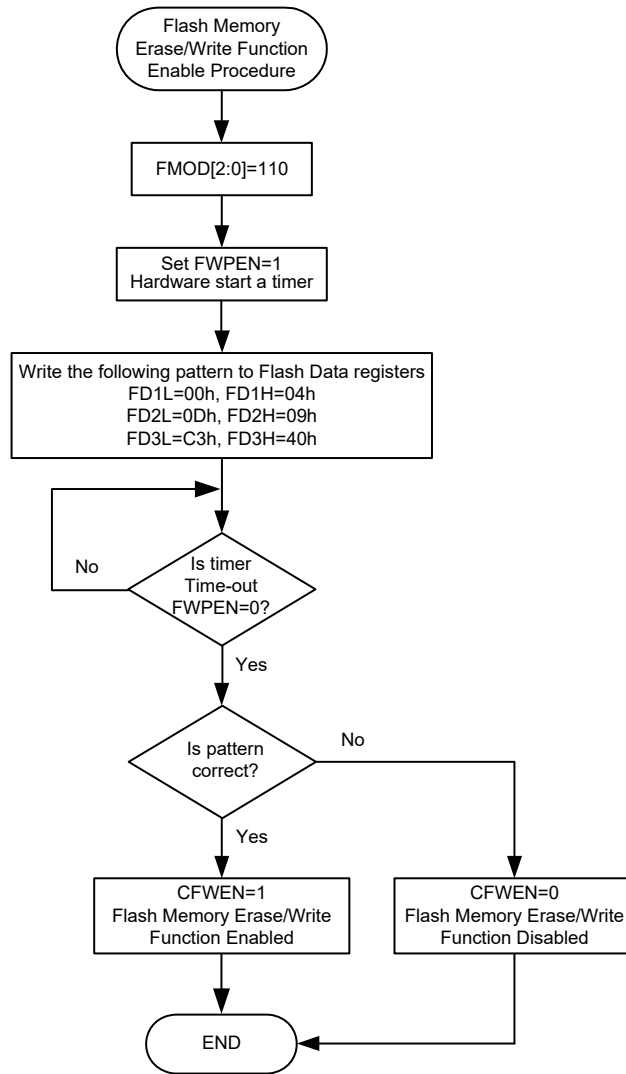 Flash Memory
Erase/Write Function
Enable Procedure
FMOD[2:0]=110
Set FWPEN=1
Hardware start a timer
Write the following pattern to Flash Data registers
FD1L=00h, FD1H=04h
FD2L=0Dh, FD2H=09h
FD3L=C3h, FD3H=40h
No
Is timer
Time-out
FWPEN=0?
Yes
Is pattern
correct?
No
Yes
CFWEN=1
Flash Memory Erase/Write
Function Enabled
CFWEN=0
Flash Memory Erase/Write
Function Disabled
END